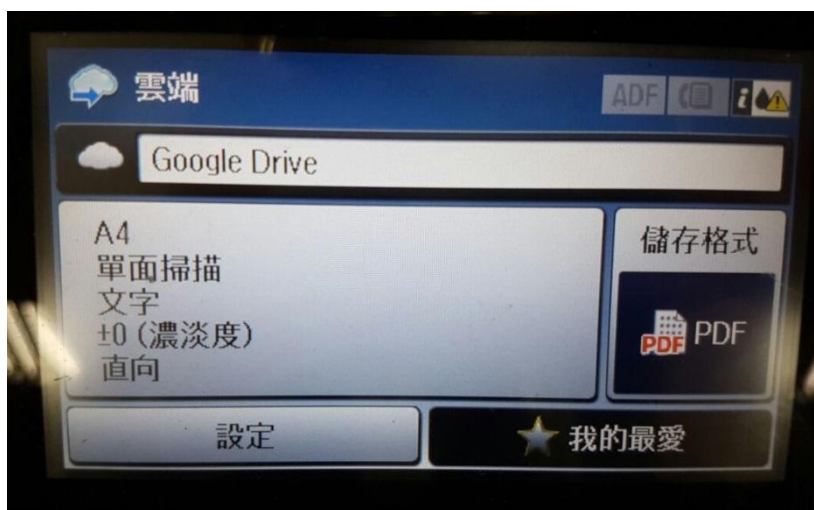 雲端
ADF
i
Google Drive
A4
單面掃描
文字
±0 (濃淡度)
直向
儲存格式
PDF PDF
設定
我的最愛